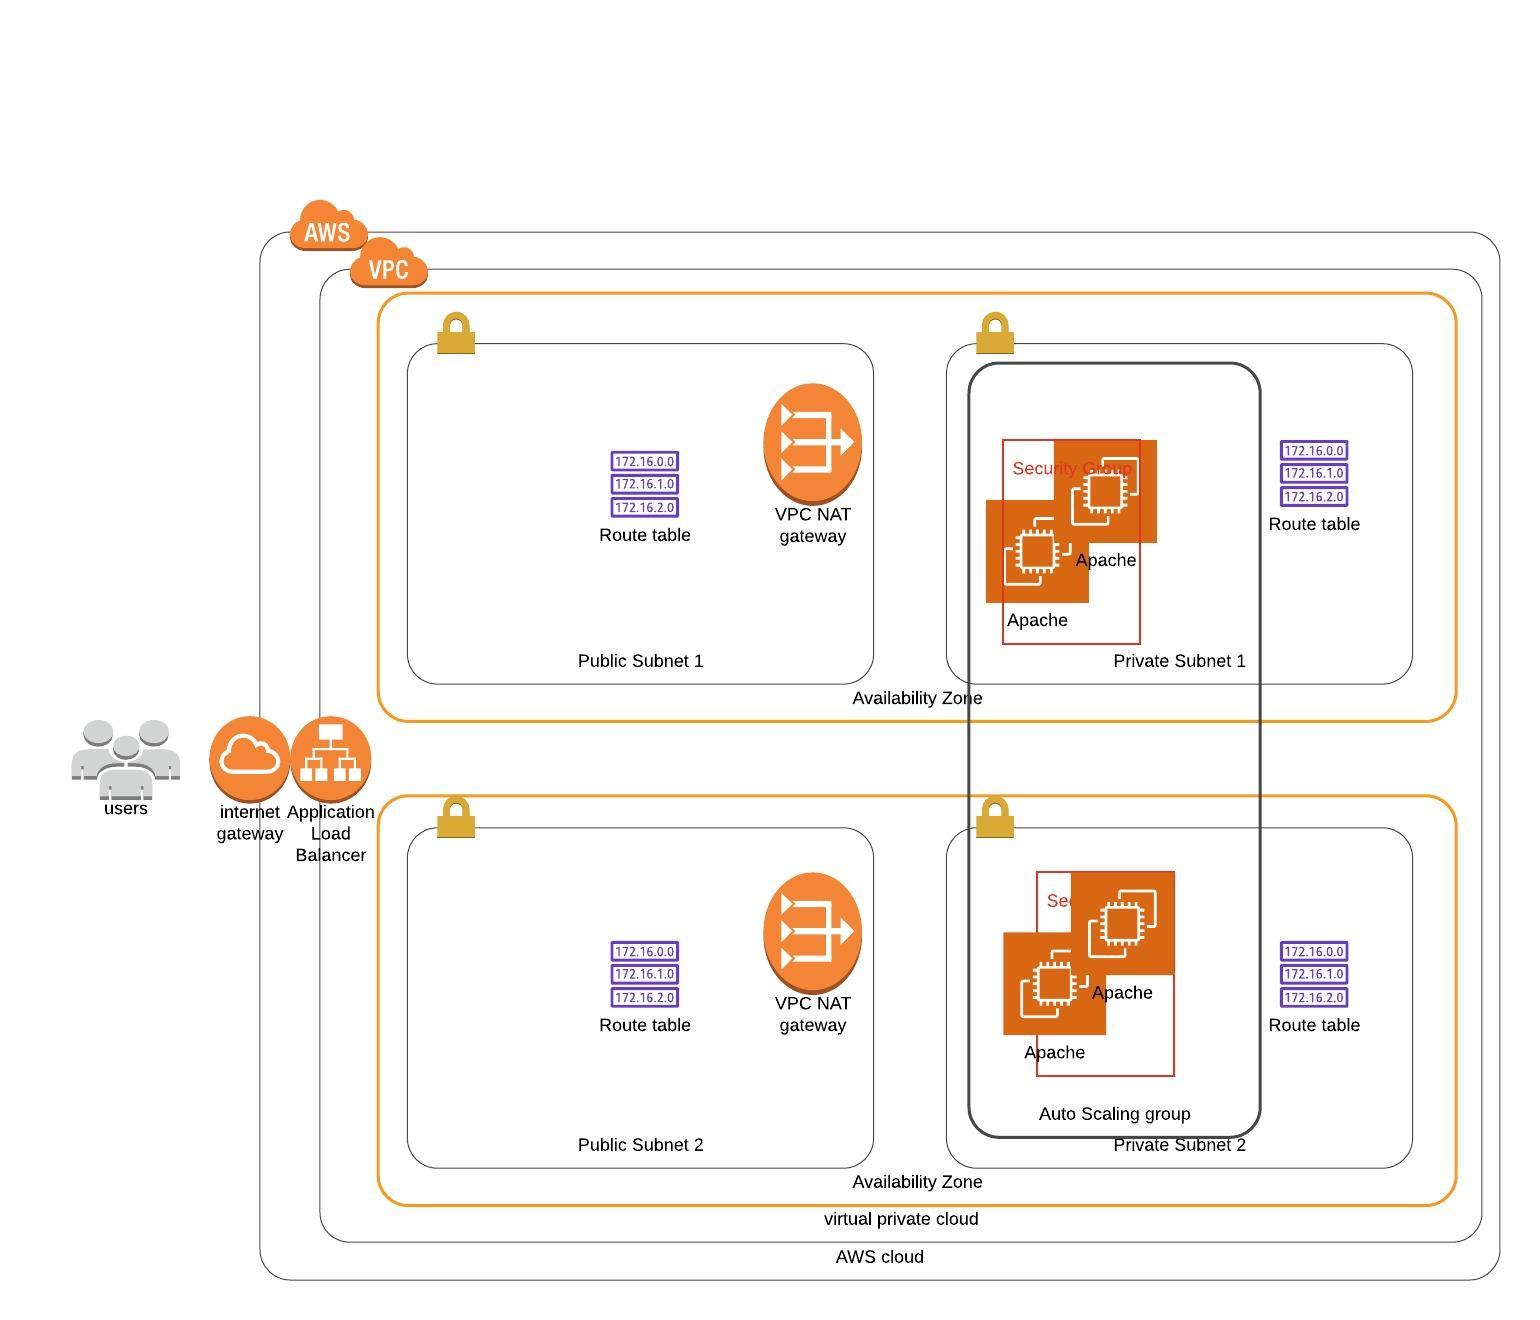 AWS
VPC
172.16.0.0
172.16.1.0
172.16.2.0
Route table
VPC NAT
gateway
Security Group
Apache
Apache
172.16.0.0
172.16.1.0
172.16.2.0
Route table
Public Subnet 1
Private Subnet 1
Availability Zone
users
internet
gateway
Application
Load
Balancer
172.16.0.0
172.16.1.0
172.16.2.0
Route table
VPC NAT
gateway
Apache
Apache
172.16.0.0
172.16.1.0
172.16.2.0
Route table
Auto Scaling group
Public Subnet 2
Private Subnet 2
Availability Zone
virtual private cloud
AWS cloud